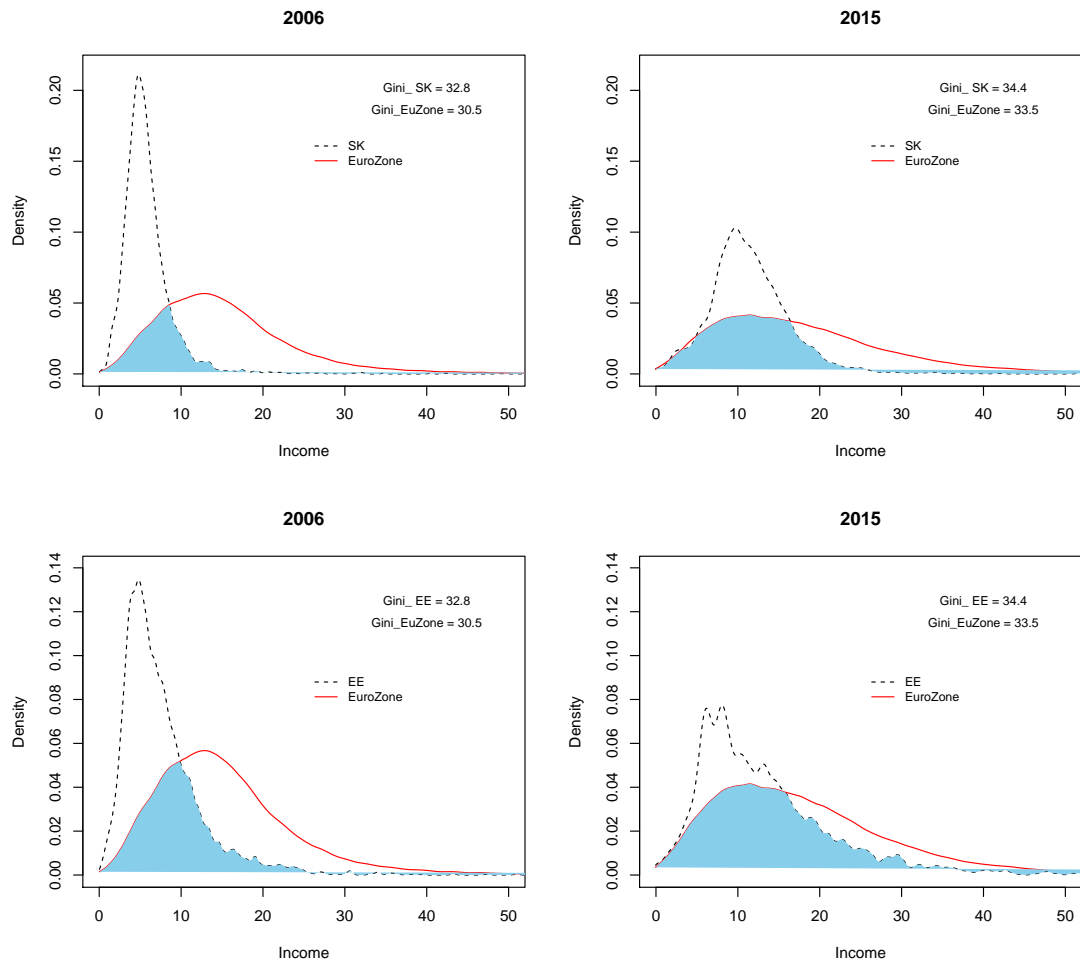 2006
Gini_ SK = 32.8
Gini_EuZone = 30.5
SK
EuroZone
Density
0.00 0.05 0.10 0.15 0.20
0 10 20 30 40 50
Income
2015
Gini_ SK = 34.4
Gini_EuZone = 33.5
SK
EuroZone
Density
0.00 0.05 0.10 0.15 0.20
0 10 20 30 40 50
Income
2006
Gini_ EE = 32.8
Gini_EuZone = 30.5
EE
EuroZone
Density
0.00 0.02 0.04 0.06 0.08 0.10 0.12 0.14
0 10 20 30 40 50
Income
2015
Gini_ EE = 34.4
Gini_EuZone = 33.5
EE
EuroZone
Density
0.00 0.02 0.04 0.06 0.08 0.10 0.12 0.14
0 10 20 30 40 50
Income